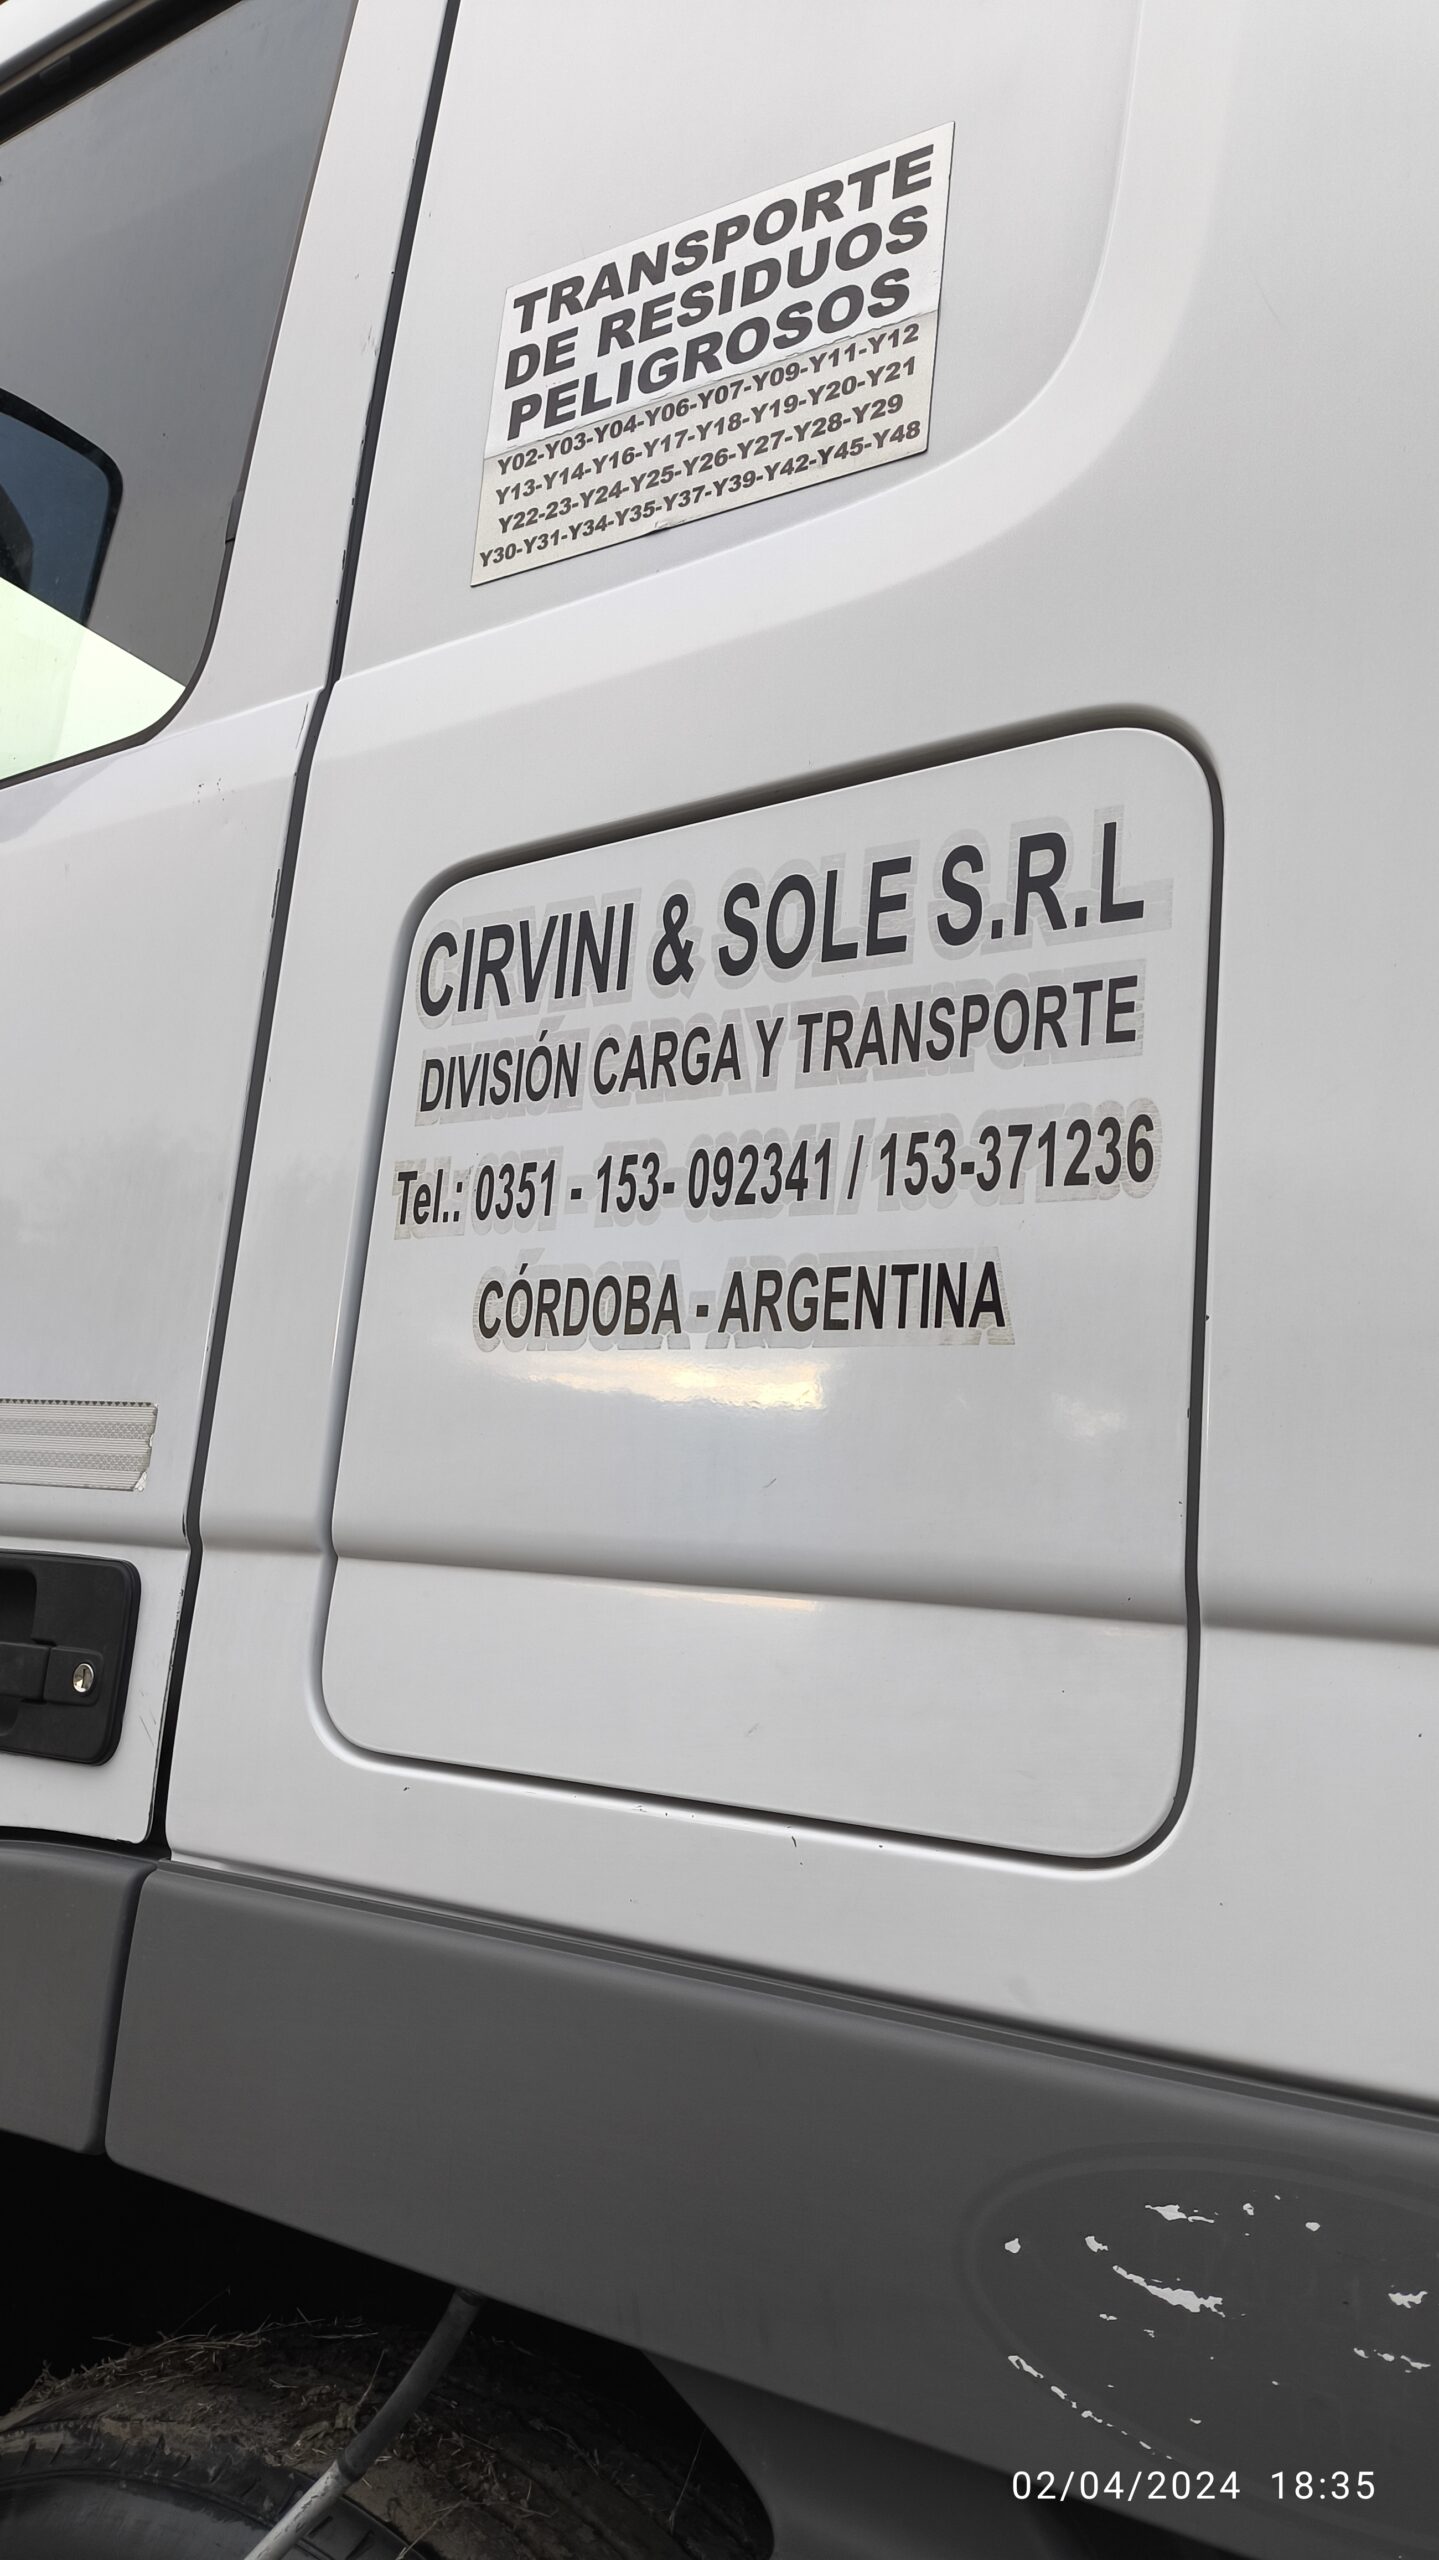 TRANSPORTE
DE RESIDUOS
PELIGROSOS
Y02-Y03-Y04-Y06-Y07-Y09-Y11-Y12
Y13-Y14-Y16-Y17-Y18-Y19-Y20-Y21
Y22-23-Y24-Y25-Y26-Y27-Y28-Y29
Y30-Y31-Y34-Y35-Y37-Y39-Y42-Y45-Y48
CIRVINI & SOLE S.R.L
DIVISIÓN CARGA Y TRANSPORTE
Tel.: 0351 - 153- 092341 / 153-371236
CÓRDOBA - ARGENTINA
02/04/2024 18:35